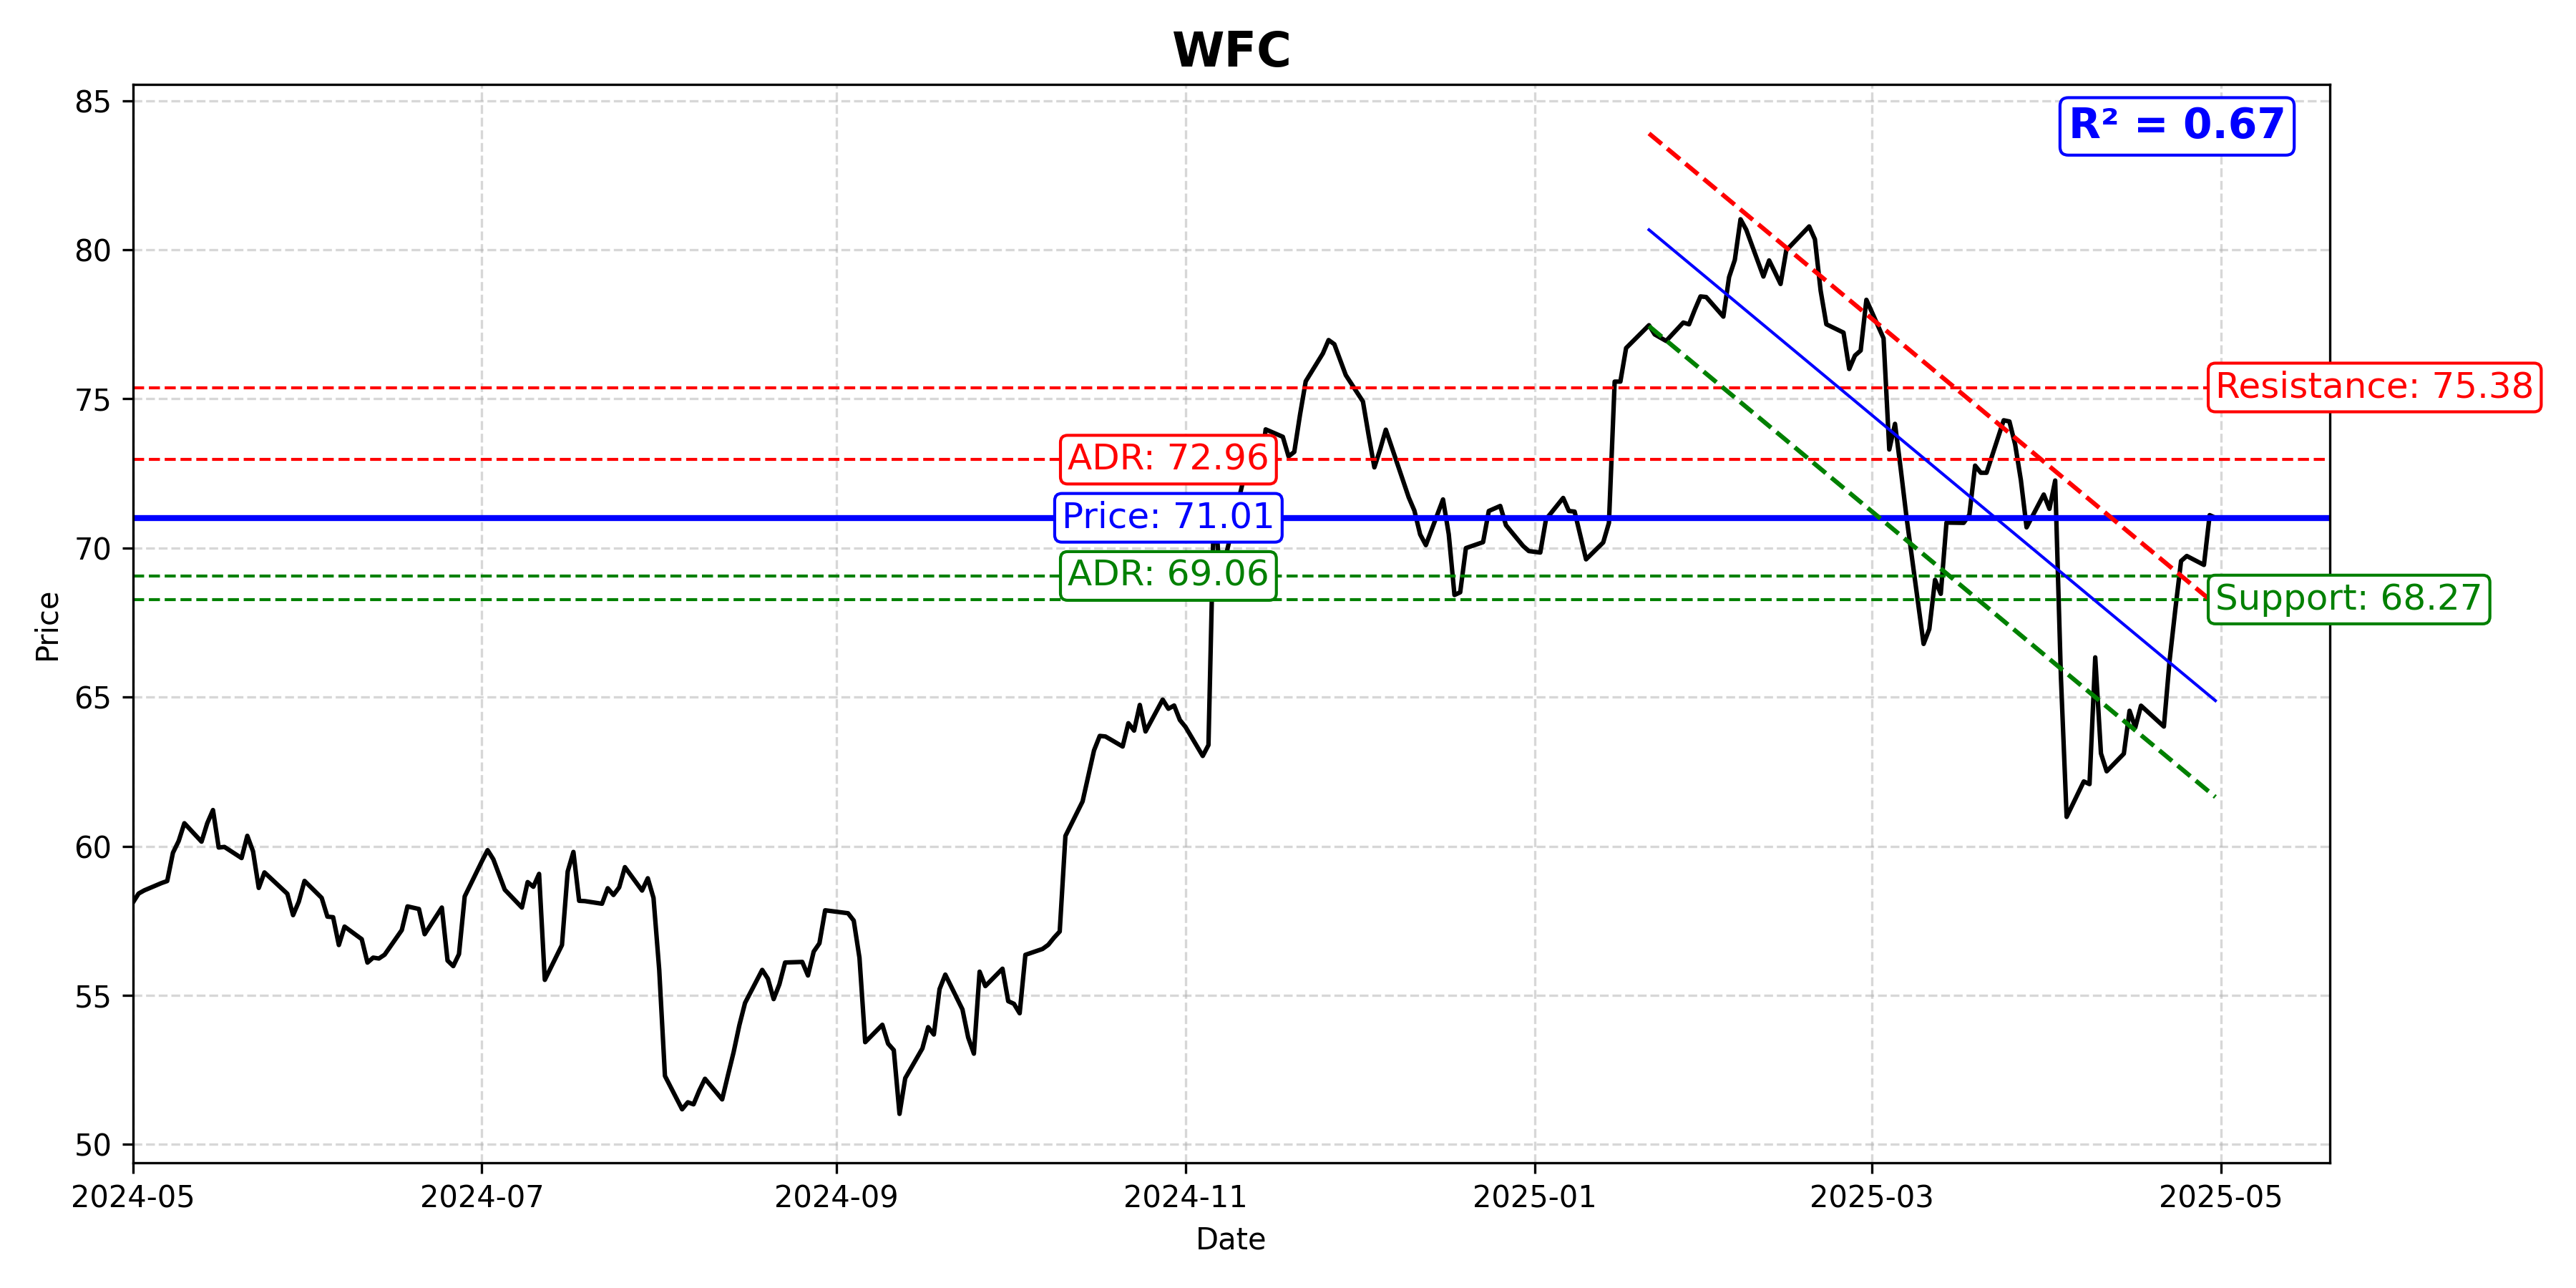 WFC
R² = 0.67
85
80
75
70
65
60
55
50
Price
Resistance: 75.38
ADR: 72.96
Price: 71.01
ADR: 69.06
Support: 68.27
2024-05
2024-07
2024-09
2024-11
2025-01
2025-03
2025-05
Date